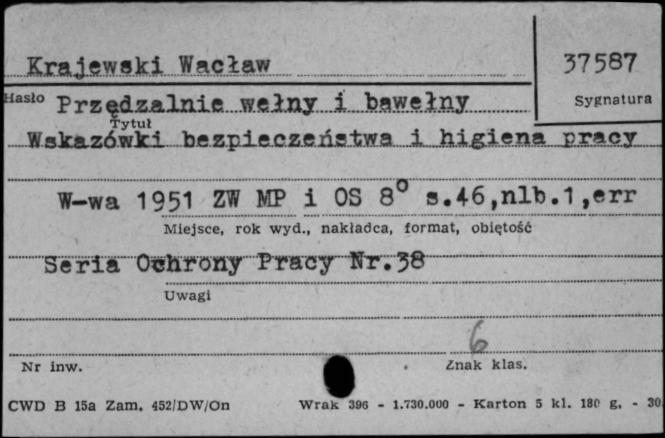 Krajewski Wacław
37587
Hasło
Sygnatura
Przędzalnie wełny i bawełny
Tytuł
Wskazówki bezpieczeństwa i higiena pracy
W-wa 1951 ZW MP i OS 8° s.46,nlb.1,err
Miejsce, rok wyd., nakładca, format, objętość
Seria Ochrony Pracy Nr.38
Uwagi
6
Nr inw.
Znak klas.
CWD B 15a Zam. 452/DW/On Wrak 396 - 1.730.000 - Karton 5 kl. 180 g. - 30